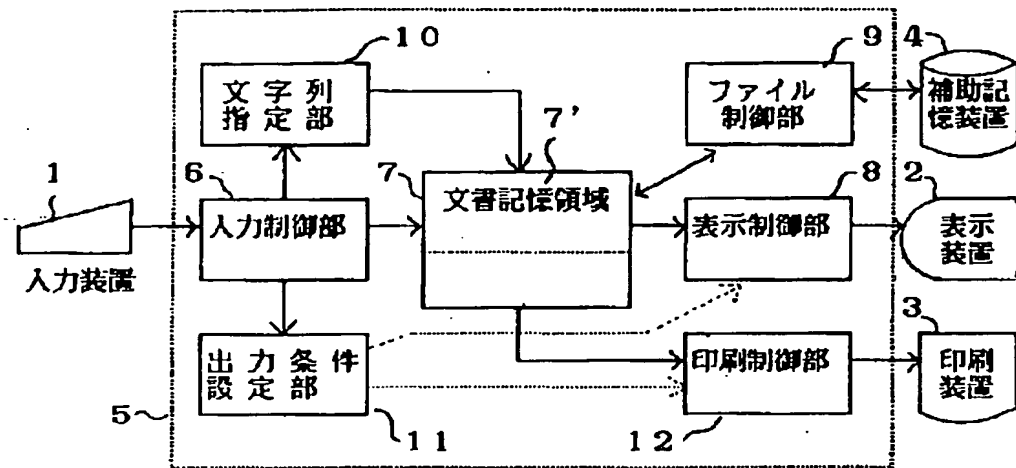 10
9
4
文字列
指定部
ファイル
制御部
補助記
憶装置
7'
1
6
7
8
2
入力制御部
文書記憶領域
表示制御部
表示
装置
入力装置
3
出力条件
設定部
印刷制御部
印刷
装置
5
11
12